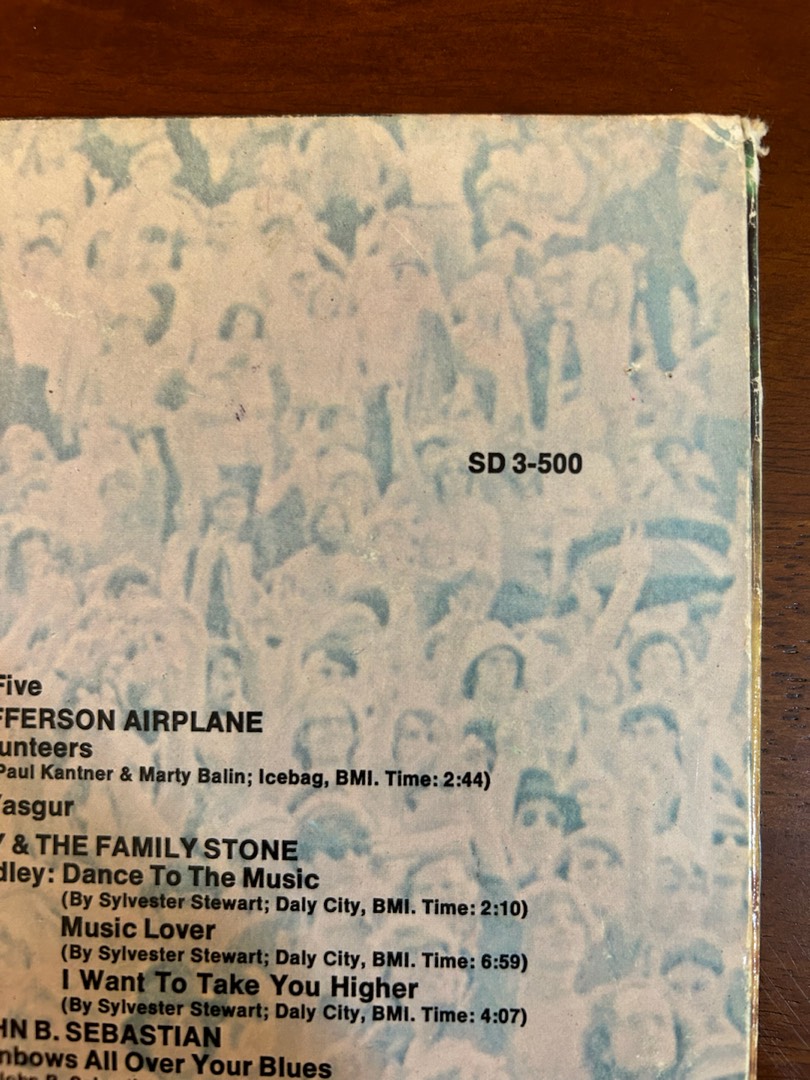 SD 3-500
Five
FFERSON AIRPLANE
unteers
Paul Kantner & Marty Balin; Icebag, BMI. Time: 2:44)
Yasgur
Y & THE FAMILY STONE
dley: Dance To The Music
(By Sylvester Stewart; Daly City, BMI. Time: 2:10)
Music Lover
(By Sylvester Stewart; Daly City, BMI. Time: 6:59)
I Want To Take You Higher
(By Sylvester Stewart; Daly City, BMI. Time: 4:07)
HN B. SEBASTIAN
nbows All Over Your Blues